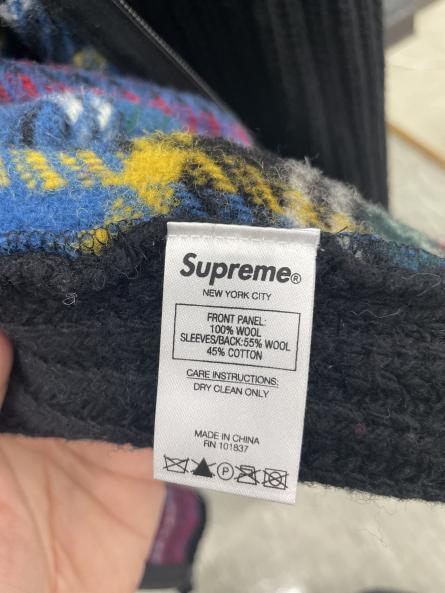 Supreme®
NEW YORK CITY
FRONT PANEL:
100% WOOL
SLEEVES/BACK:55% WOOL
45% COTTON
CARE INSTRUCTIONS:
DRY CLEAN ONLY
MADE IN CHINA
RN 101837
P